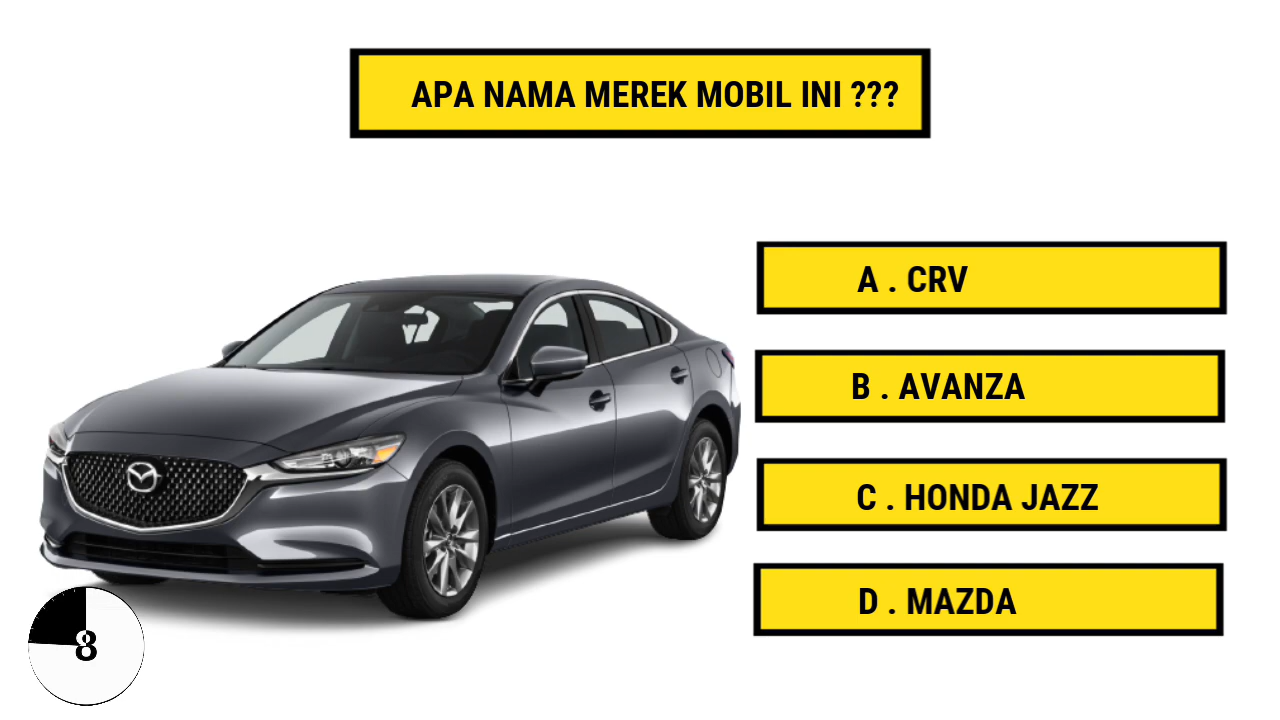 APA NAMA MEREK MOBIL INI ???
A . CRV
B . AVANZA
C . HONDA JAZZ
D . MAZDA
8